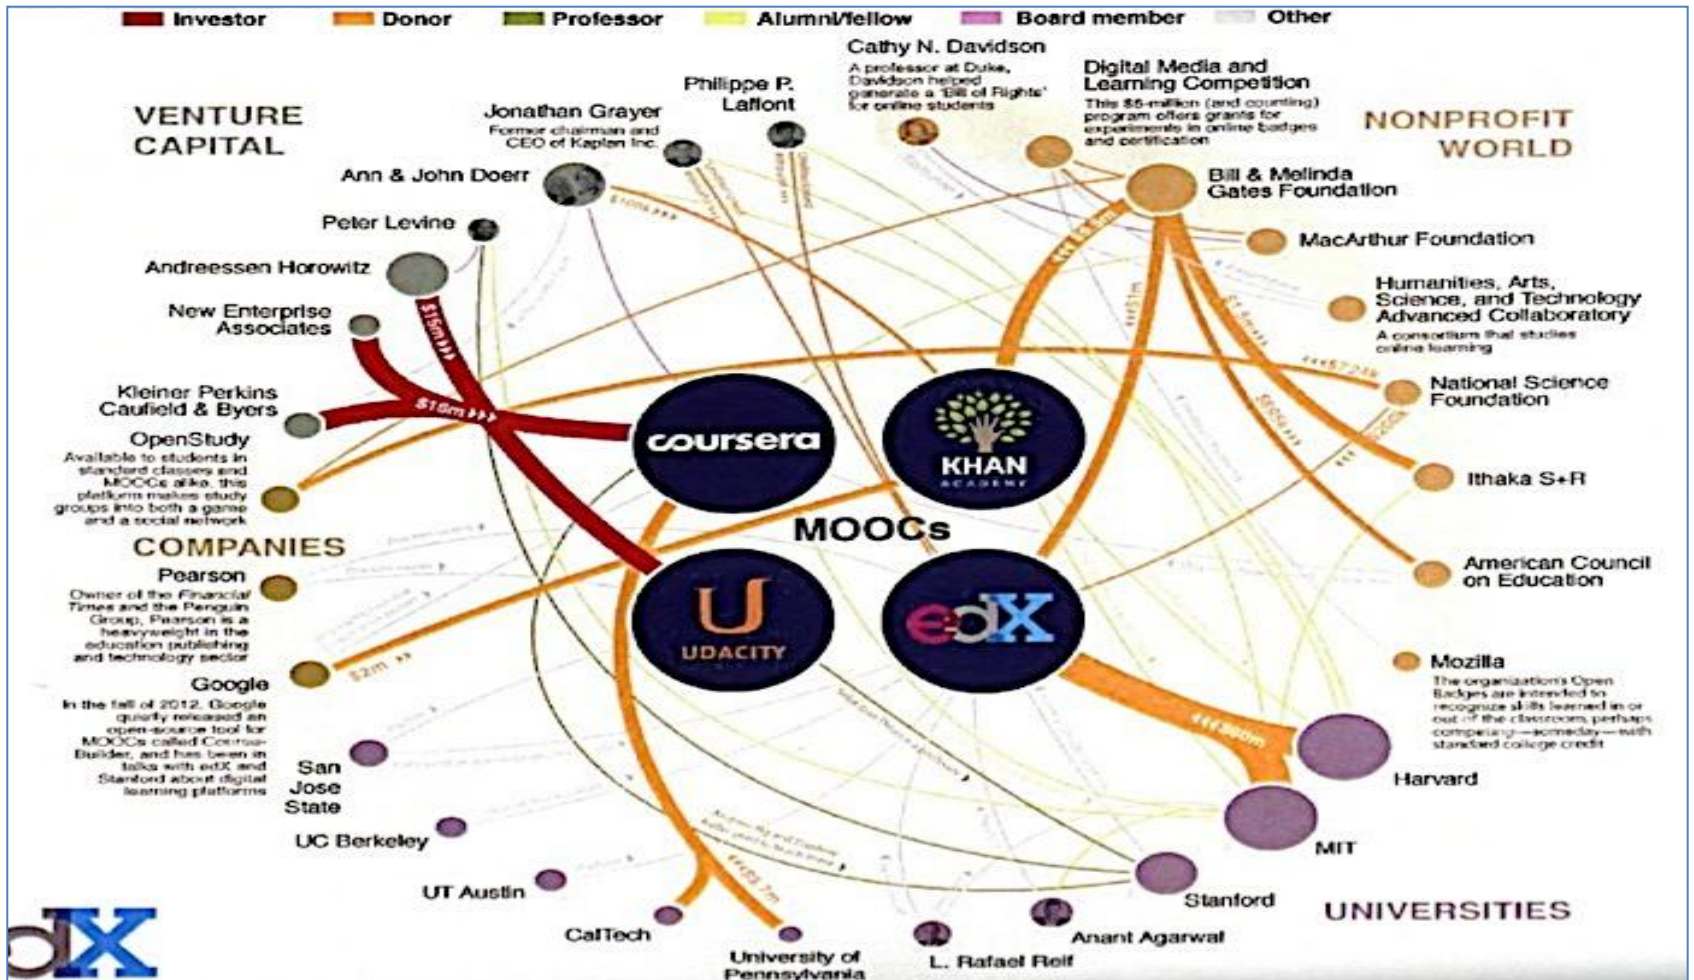 Investor
Donor
Professor
Alumni/fellow
Board member
Other
VENTURE
CAPITAL
Jonathan Grayer
Former chairman and
CEO of Kaplan Inc.
Philippe P.
Laffont
Cathy N. Davidson
A professor at Duke,
Davidson helped
generate a 'Bill of Rights'
for online students
Digital Media and
Learning Competition
This $5-million (and counting)
program offers grants for
experiments in online badges
and certification
NONPROFIT
WORLD
Ann & John Doerr
Bill & Melinda
Gates Foundation
Peter Levine
MacArthur Foundation
Andreessen Horowitz
Humanities, Arts,
Science, and Technology
Advanced Collaboratory
A consortium that studies
online learning
New Enterprise
Associates
$15m
National Science
Foundation
Kleiner Perkins
Caufield & Byers
$16m
OpenStudy
Available to students in
standard classes and
MOOCs alike, this
platform makes study
groups into both a game
and a social network
coursera
KHAN
ACADEMY
Ithaka S+R
MOOCs
COMPANIES
Pearson
Owner of the Financial
Times and the Penguin
Group, Pearson is a
heavyweight in the
education publishing
and technology sector
American Council
on Education
U
UDACITY
edX
Google
In the fall of 2012, Google
quietly released an
open-source tool for
MOOCs called Course-
Builder, and has been in
talks with edX and
Stanford about digital
learning platforms
$2m
Mozilla
The organization's Open
Badges are intended to
recognize skills learned in or
out of the classroom, perhaps
competing—someday—with
standard college credit
$60m
Harvard
San
Jose
State
UC Berkeley
MIT
UT Austin
Stanford
UNIVERSITIES
CalTech
University of
Pennsylvania
L. Rafael Reif
Anant Agarwal
dX